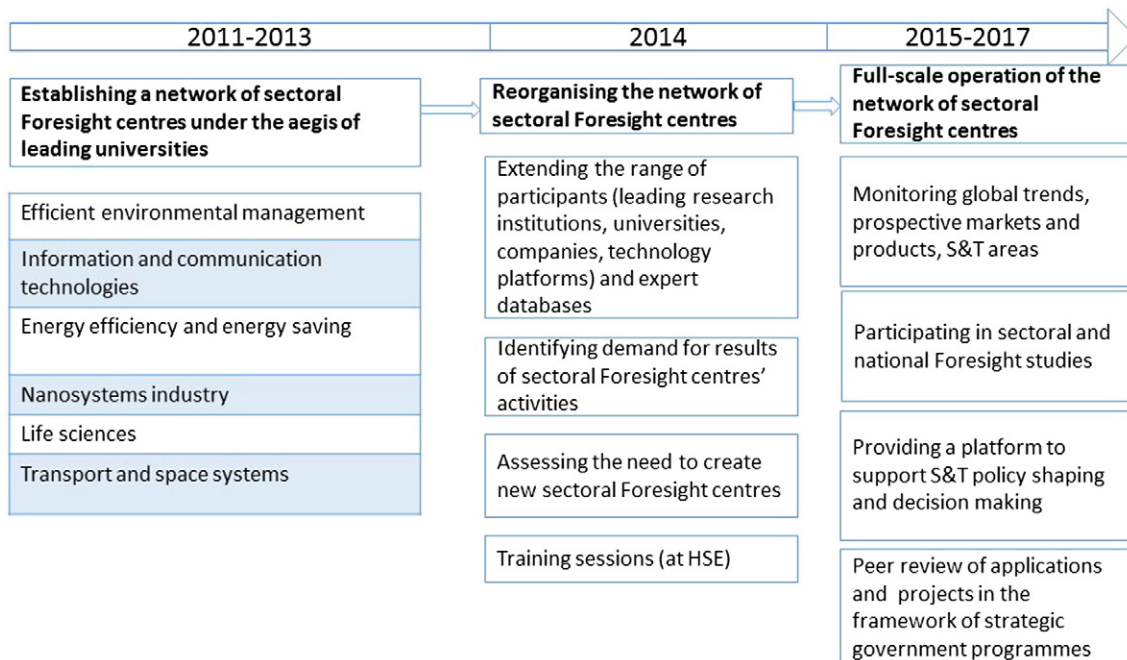 2011-2013
2014
2015-2017
Establishing a network of sectoral
Foresight centres under the aegis of
leading universities
Reorganising the network of
sectoral Foresight centres
Full-scale operation of the
network of sectoral
Foresight centres
Efficient environmental management
Information and communication
technologies
Energy efficiency and energy saving
Nanosystems industry
Life sciences
Transport and space systems
Extending the range of
participants (leading research
institutions, universities,
companies, technology
platforms) and expert
databases
Identifying demand for results
of sectoral Foresight centres’
activities
Assessing the need to create
new sectoral Foresight centres
Training sessions (at HSE)
Monitoring global trends,
prospective markets and
products, S&T areas
Participating in sectoral and
national Foresight studies
Providing a platform to
support S&T policy shaping
and decision making
Peer review of applications
and projects in the
framework of strategic
government programmes